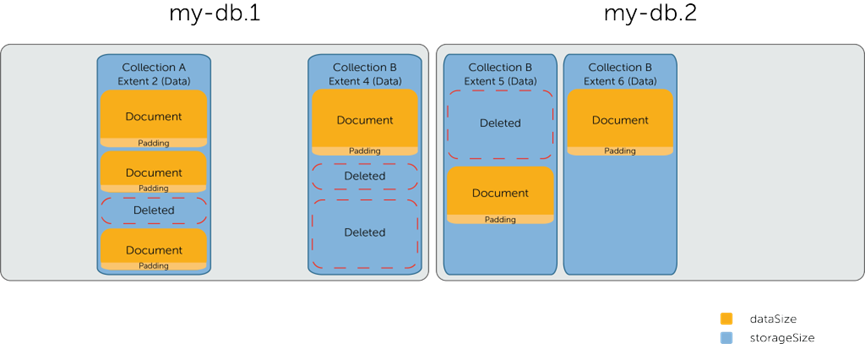 my-db.1
my-db.2
Collection A
Extent 2 (Data)
Document
Padding
Document
Padding
Deleted
Document
Padding
Collection B
Extent 4 (Data)
Document
Padding
Deleted
Deleted
Collection B
Extent 5 (Data)
Deleted
Document
Padding
Collection B
Extent 6 (Data)
Document
Padding
dataSize
storageSize